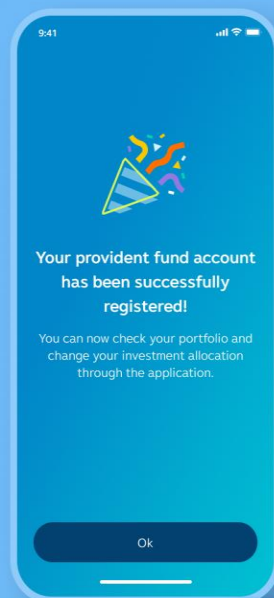 9:41
Your provident fund account
has been successfully
registered!
You can now check your portfolio and
change your investment allocation
through the application.
Ok